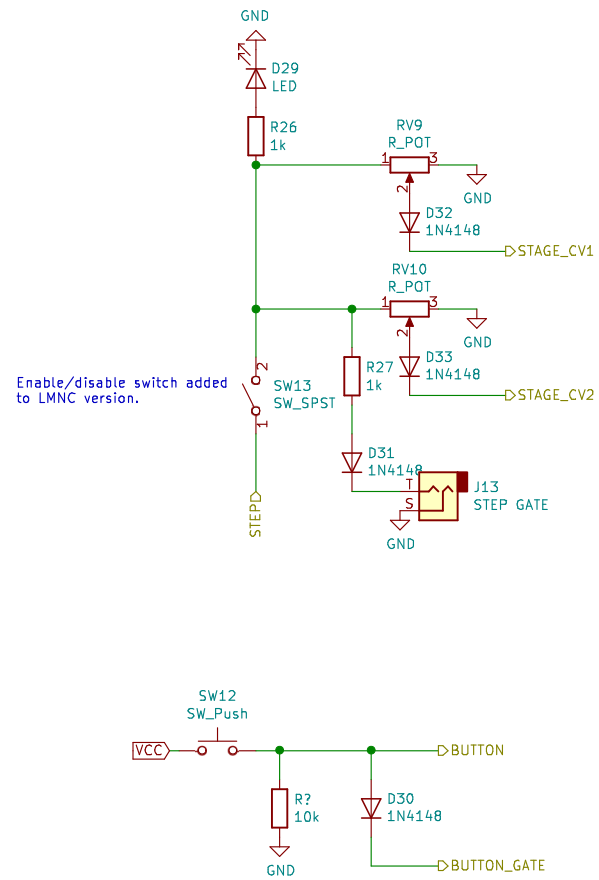 GND
D29
LED
R26
1k
RV9
R_POT
1
3
2
GND
D32
1N4148
STAGE_CV1
RV10
R_POT
1
3
2
GND
D33
1N4148
STAGE_CV2
R27
1k
2
SW13
SW_SPST
1
Enable/disable switch added
to LMNC version.
D31
1N4148
T
S
J13
STEP GATE
GND
STEP
SW12
SW_Push
VCC
BUTTON
R?
10k
GND
D30
1N4148
BUTTON_GATE